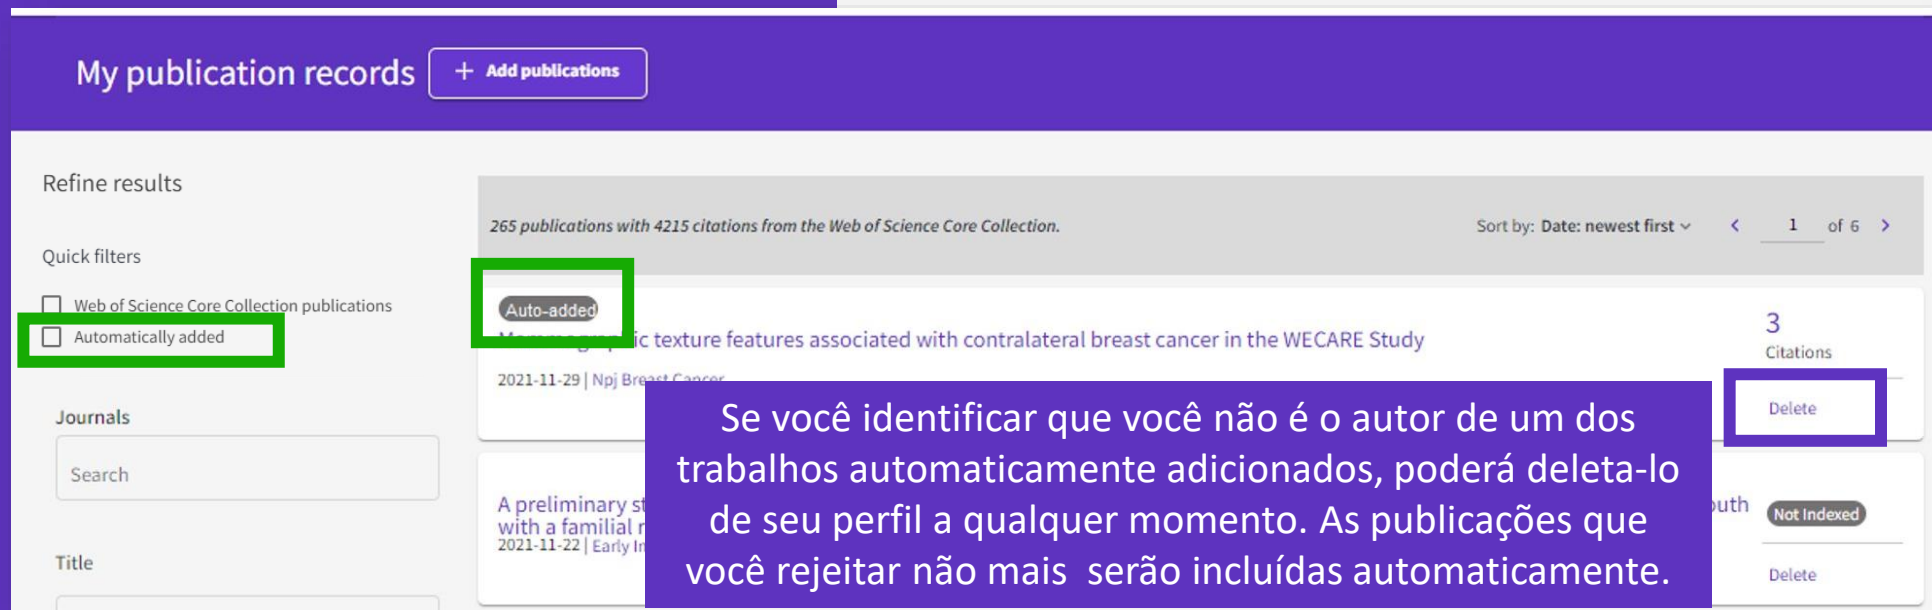 My publication records
+ Add publications
Refine results
Quick filters
Web of Science Core Collection publications
Automatically added
Journals
Search
Title
265 publications with 4215 citations from the Web of Science Core Collection.
Sort by: Date: newest first
< 1 of 6 >
Auto-added
texture features associated with contralateral breast cancer in the WECARE Study
2021-11-29 | Npj Breast Cancer
3
Citations
Delete
A preliminary
with a familial
2021-11-22 | Early
Not Indexed
Delete
Se você identificar que você não é o autor de um dos
trabalhos automaticamente adicionados, poderá deleta-lo
de seu perfil a qualquer momento. As publicações que
você rejeitar não mais serão incluídas automaticamente.